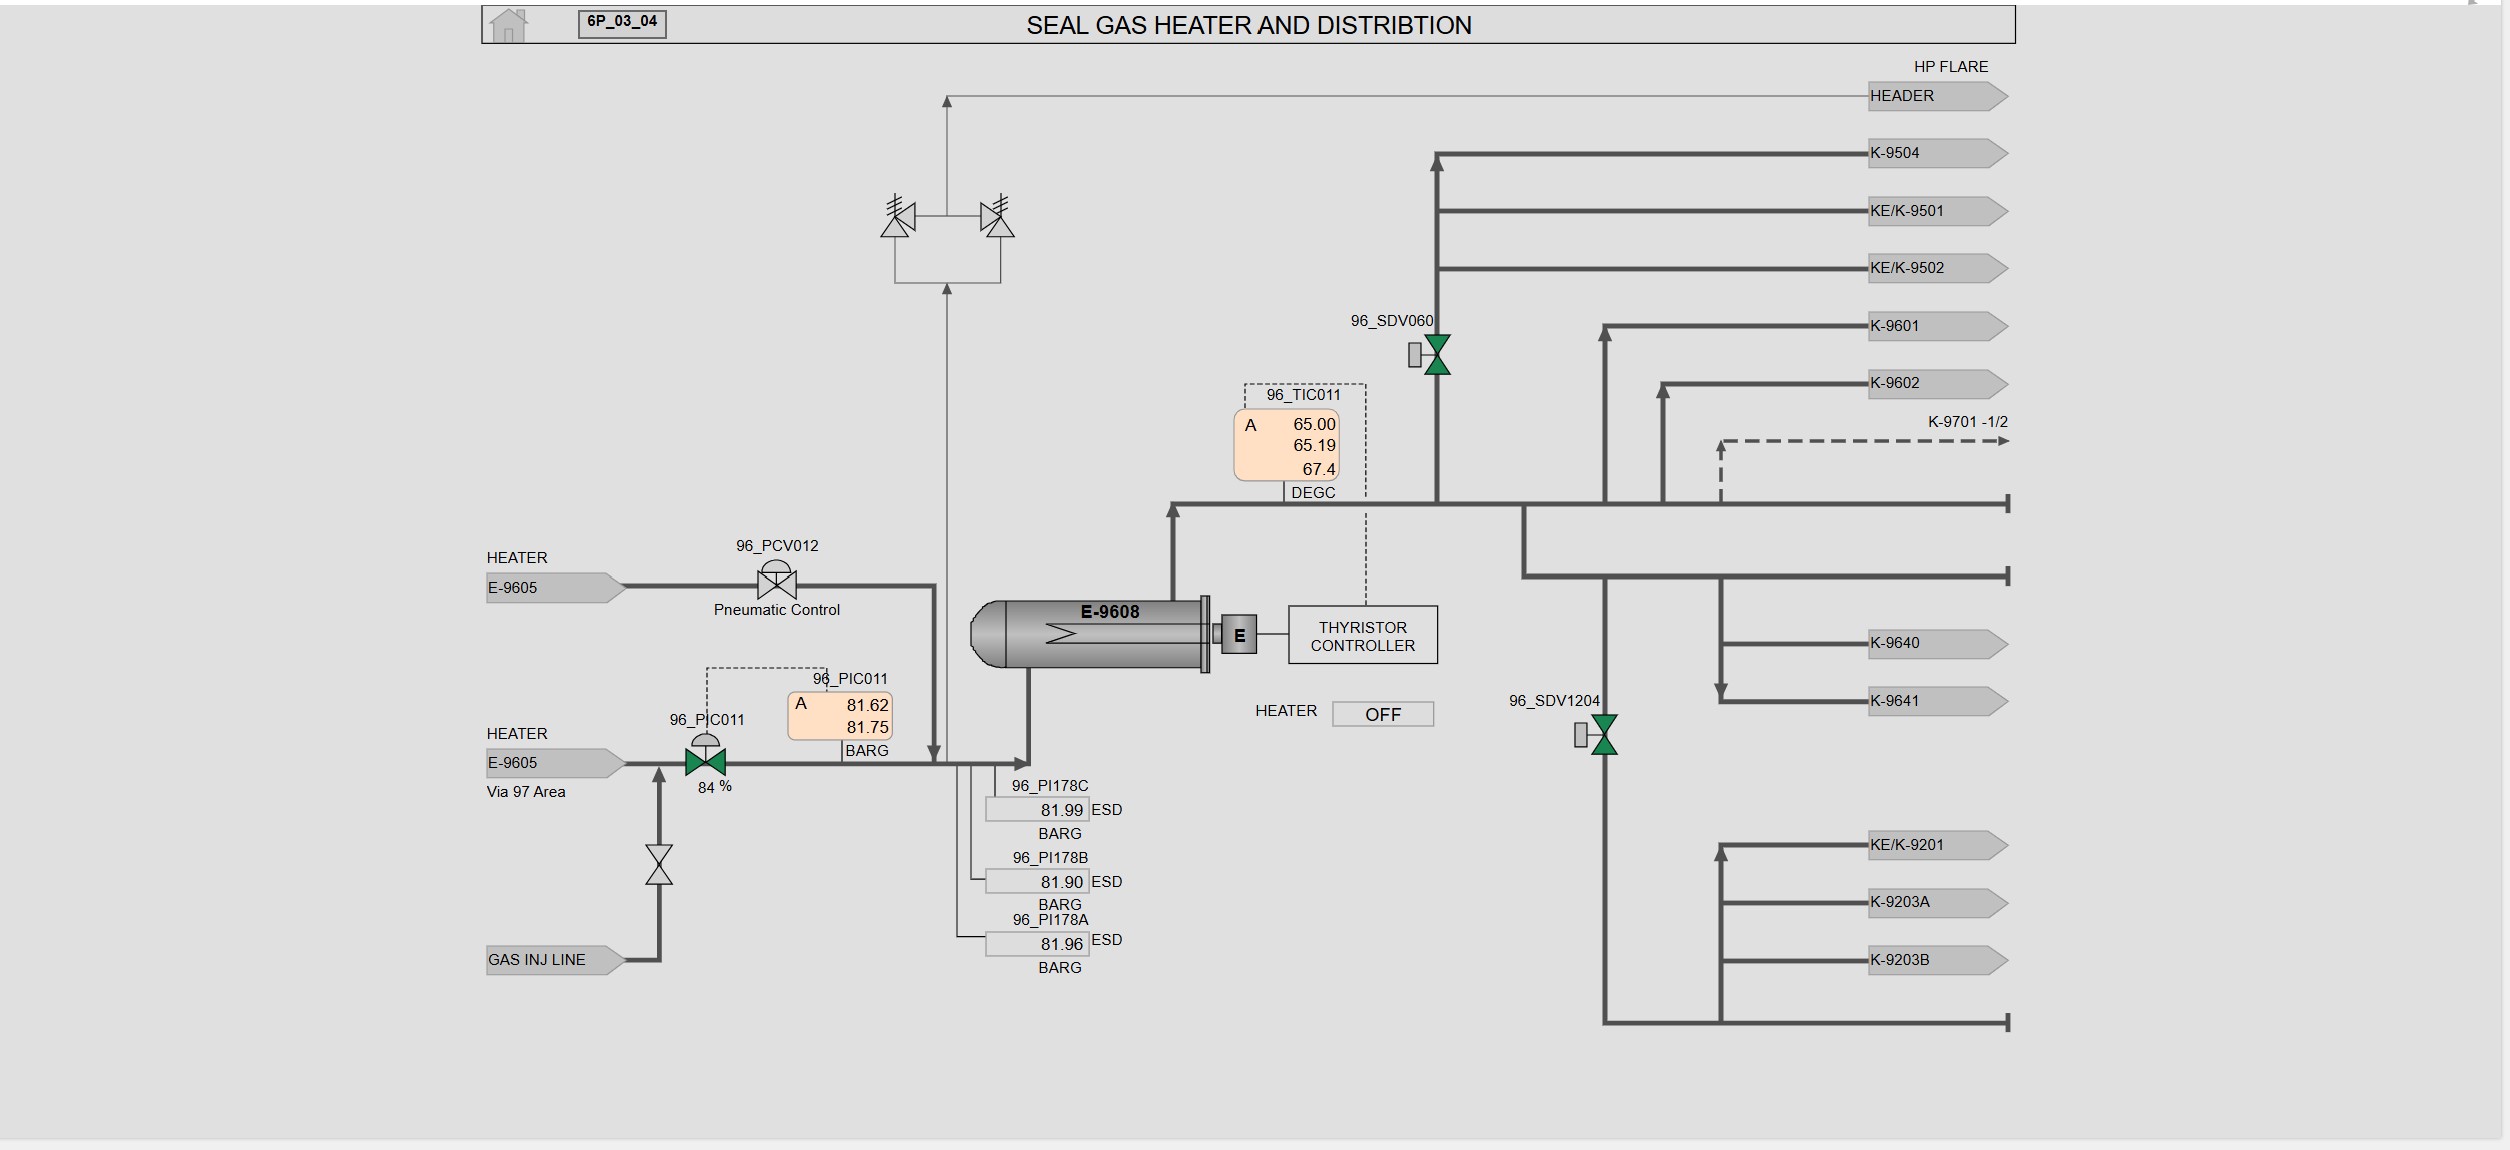 6P_03_04
SEAL GAS HEATER AND DISTRIBTION
HP FLARE
HEADER
K-9504
KE/K-9501
KE/K-9502
96_SDV060
K-9601
K-9602
96_TIC011
A 65.00
65.19
67.4
DEGC
K-9701 -1/2
96_PCV012
HEATER
E-9605
Pneumatic Control
E-9608
E
THYRISTOR
CONTROLLER
K-9640
96_PIC011
A 81.62
81.75
BARG
96_PIC011
HEATER
E-9605
Via 97 Area
84 %
HEATER OFF
96_SDV1204
K-9641
96_PI178C
81.99 ESD
BARG
96_PI178B
81.90 ESD
BARG
96_PI178A
81.96 ESD
BARG
GAS INJ LINE
KE/K-9201
K-9203A
K-9203B